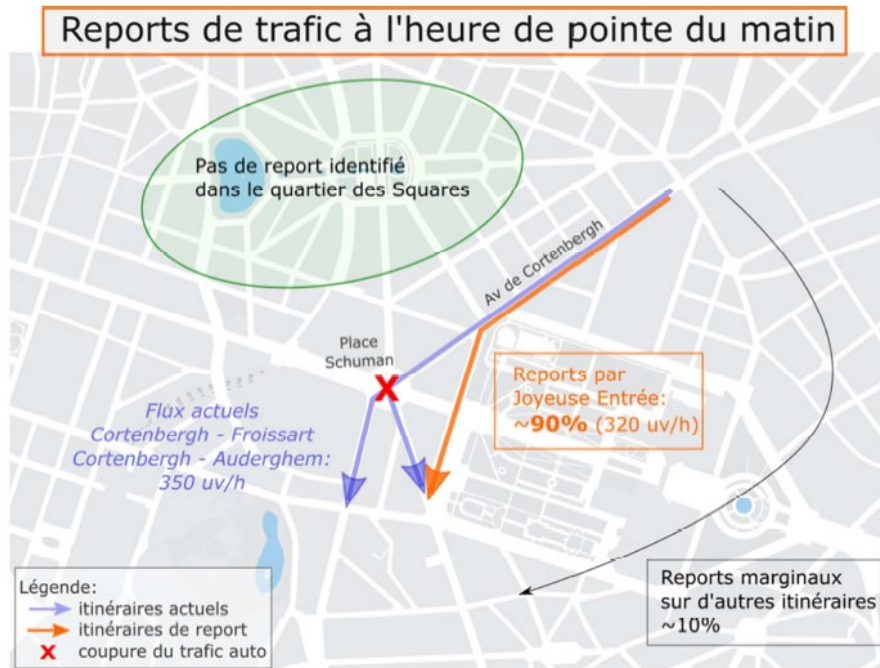 Reports de trafic à l'heure de pointe du matin
Pas de report identifié
dans le quartier des Squares
Av de Cortenbergh
Place
Schuman
X
Reports par
Joyeuse Entrée:
~90% (320 uv/h)
Flux actuels
Cortenbergh - Froissart
Cortenbergh - Auderghem:
350 uv/h
Reports marginaux
sur d'autres itinéraires
~10%
Légende:
itinéraires actuels
itinéraires de report
X coupure du trafic auto